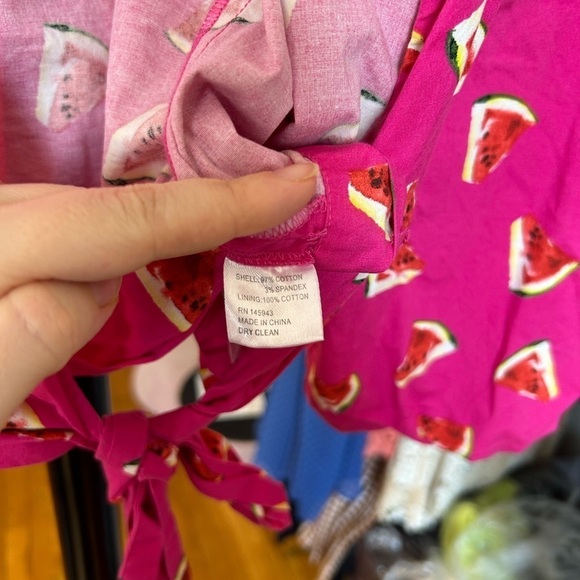 SHELL: 97% COTTON
3% SPANDEX
LINING:100% COTTON
RN 145943
MADE IN CHINA
DRY CLEAN